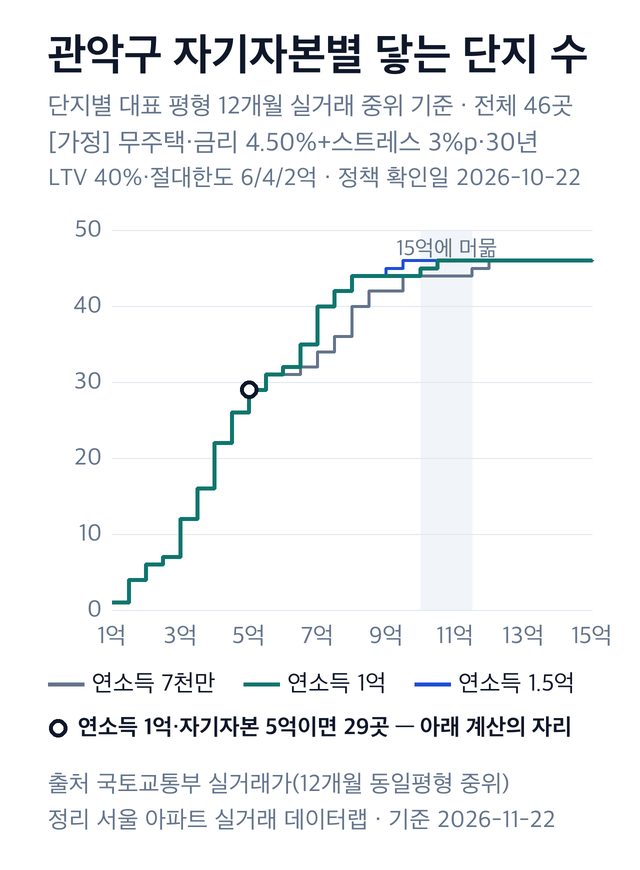 관악구 자기자본별 닿는 단지 수
단지별 대표 평형 12개월 실거래 중위 기준 · 전체 46곳
[가정] 무주택·금리 4.50%+스트레스 3%p·30년
LTV 40%·절대한도 6/4/2억 · 정책 확인일 2026-10-22
50
15억에 머묾
40
30
20
10
0
1억 3억 5억 7억 9억 11억 13억 15억
연소득 7천만 연소득 1억 연소득 1.5억
연소득 1억·자기자본 5억이면 29곳 — 아래 계산의 자리
출처 국토교통부 실거래가(12개월 동일평형 중위)
정리 서울 아파트 실거래 데이터랩 · 기준 2026-11-22